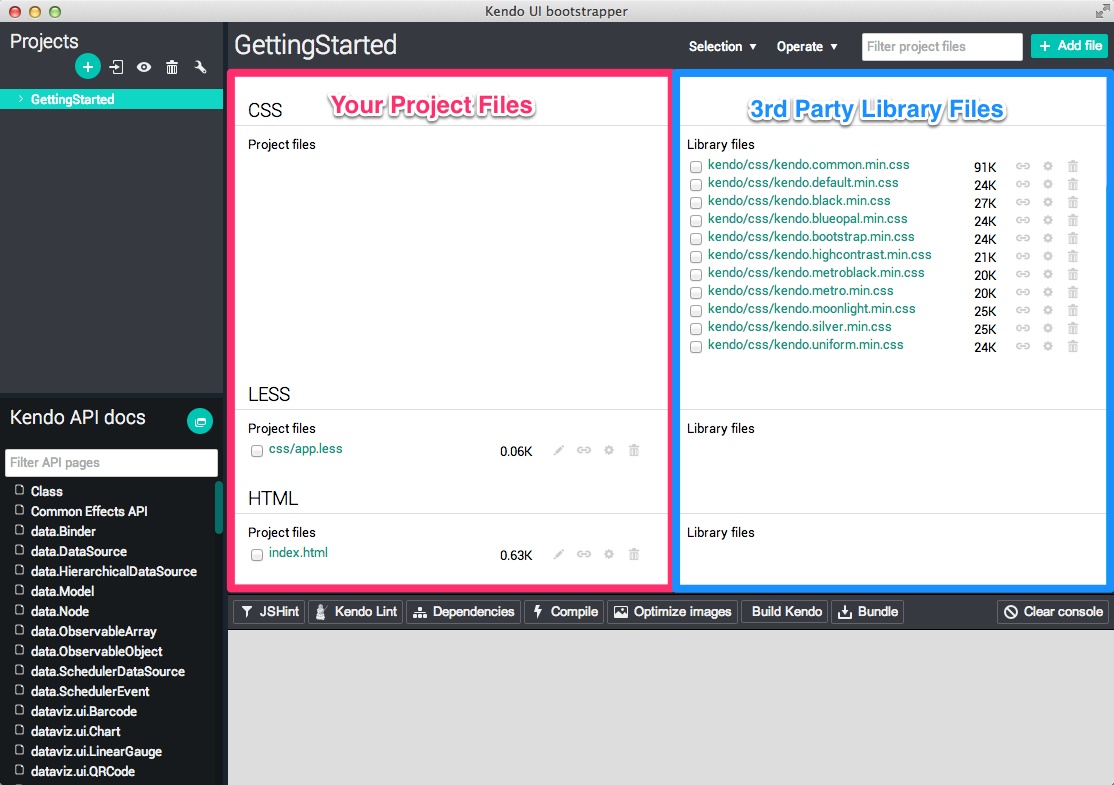 Kendo UI bootstrapper
Projects
GettingStarted
GettingStarted
Selection ▼ Operate ▼ Filter project files + Add file
Your Project Files
3rd Party Library Files
CSS
Project files
Library files
kendo/css/kendo.common.min.css 91K
kendo/css/kendo.default.min.css 24K
kendo/css/kendo.black.min.css 27K
kendo/css/kendo.blueopal.min.css 24K
kendo/css/kendo.bootstrap.min.css 24K
kendo/css/kendo.highcontrast.min.css 21K
kendo/css/kendo.metroblack.min.css 20K
kendo/css/kendo.metro.min.css 20K
kendo/css/kendo.moonlight.min.css 25K
kendo/css/kendo.silver.min.css 25K
kendo/css/kendo.uniform.min.css 24K
LESS
Project files
css/app.less 0.06K
Library files
HTML
Project files
index.html 0.63K
Library files
Kendo API docs
Filter API pages
Class
Common Effects API
data.Binder
data.DataSource
data.HierarchicalDataSource
data.Model
data.Node
data.ObservableArray
data.ObservableObject
data.SchedulerDataSource
data.SchedulerEvent
dataviz.ui.Barcode
dataviz.ui.Chart
dataviz.ui.LinearGauge
dataviz.ui.QRCode
JSHint Kendo Lint Dependencies Compile Optimize images Build Kendo Bundle Clear console